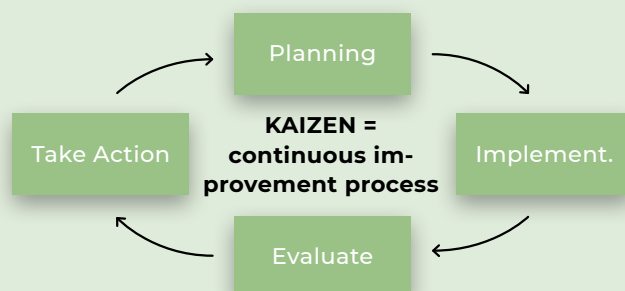 Planning
KAIZEN =
continuous im-
provement process
Take Action
Implement.
Evaluate